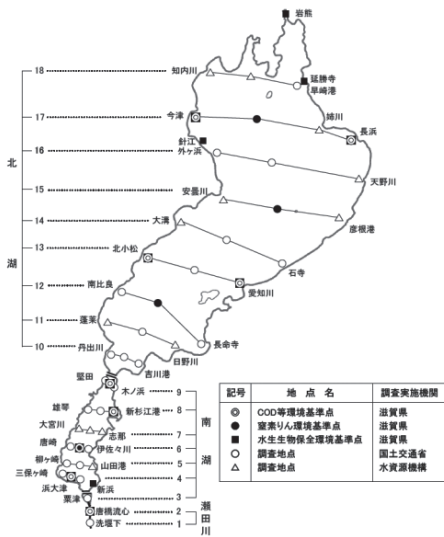 岩熊
18 知内川
延勝寺
早崎港
17 今津
姉川
長浜
針江
16 外ヶ浜
天野川
北湖
15 安曇川
彦根港
14 大溝
13 北小松
石寺
愛知川
12 南比良
11 蓬莱
日野川
長命寺
10 丹出川
吉川港
堅田
木ノ浜 9
雄琴
新杉江港 8
南湖
大宮川
志那 7
唐崎
伊佐々川 6
柳ヶ崎
山田港 5
三保ヶ崎
新浜 4
浜大津
粟津 3
瀬田川
唐橋流心 2
洗堰下 1
記号 地点名 調査実施機関
◎ COD等環境基準点 滋賀県
● 窒素りん環境基準点 滋賀県
■ 水生生物保全環境基準点 滋賀県
○ 調査地点 国土交通省
△ 調査地点 水資源機構